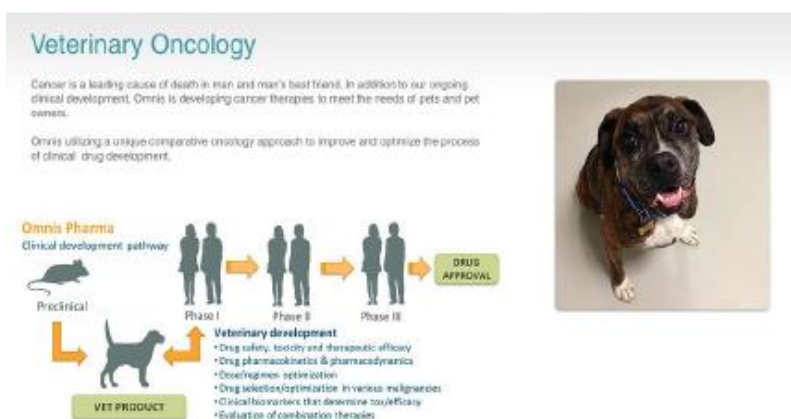 Veterinary Oncology
Cancer is a leading cause of death in man and man's best friend. In addition to our ongoing
clinical development, Omnis is developing cancer therapies to meet the needs of pets and pet
owners.
Omnis utilizing a unique comparative oncology approach to improve and optimize the process
of clinical drug development.
Omnis Pharma
Clinical development pathway
Preclinical
Phase I
Phase II
Phase III
DRUG
APPROVAL
VET PRODUCT
Veterinary development
•Drug safety, toxicity and therapeutic efficacy
•Drug pharmacokinetics & pharmacodynamics
•Dose/regimen optimization
•Drug selection/optimization in various malignancies
•Clinical biomarkers that determine tox/efficacy
•Evaluation of combination therapies